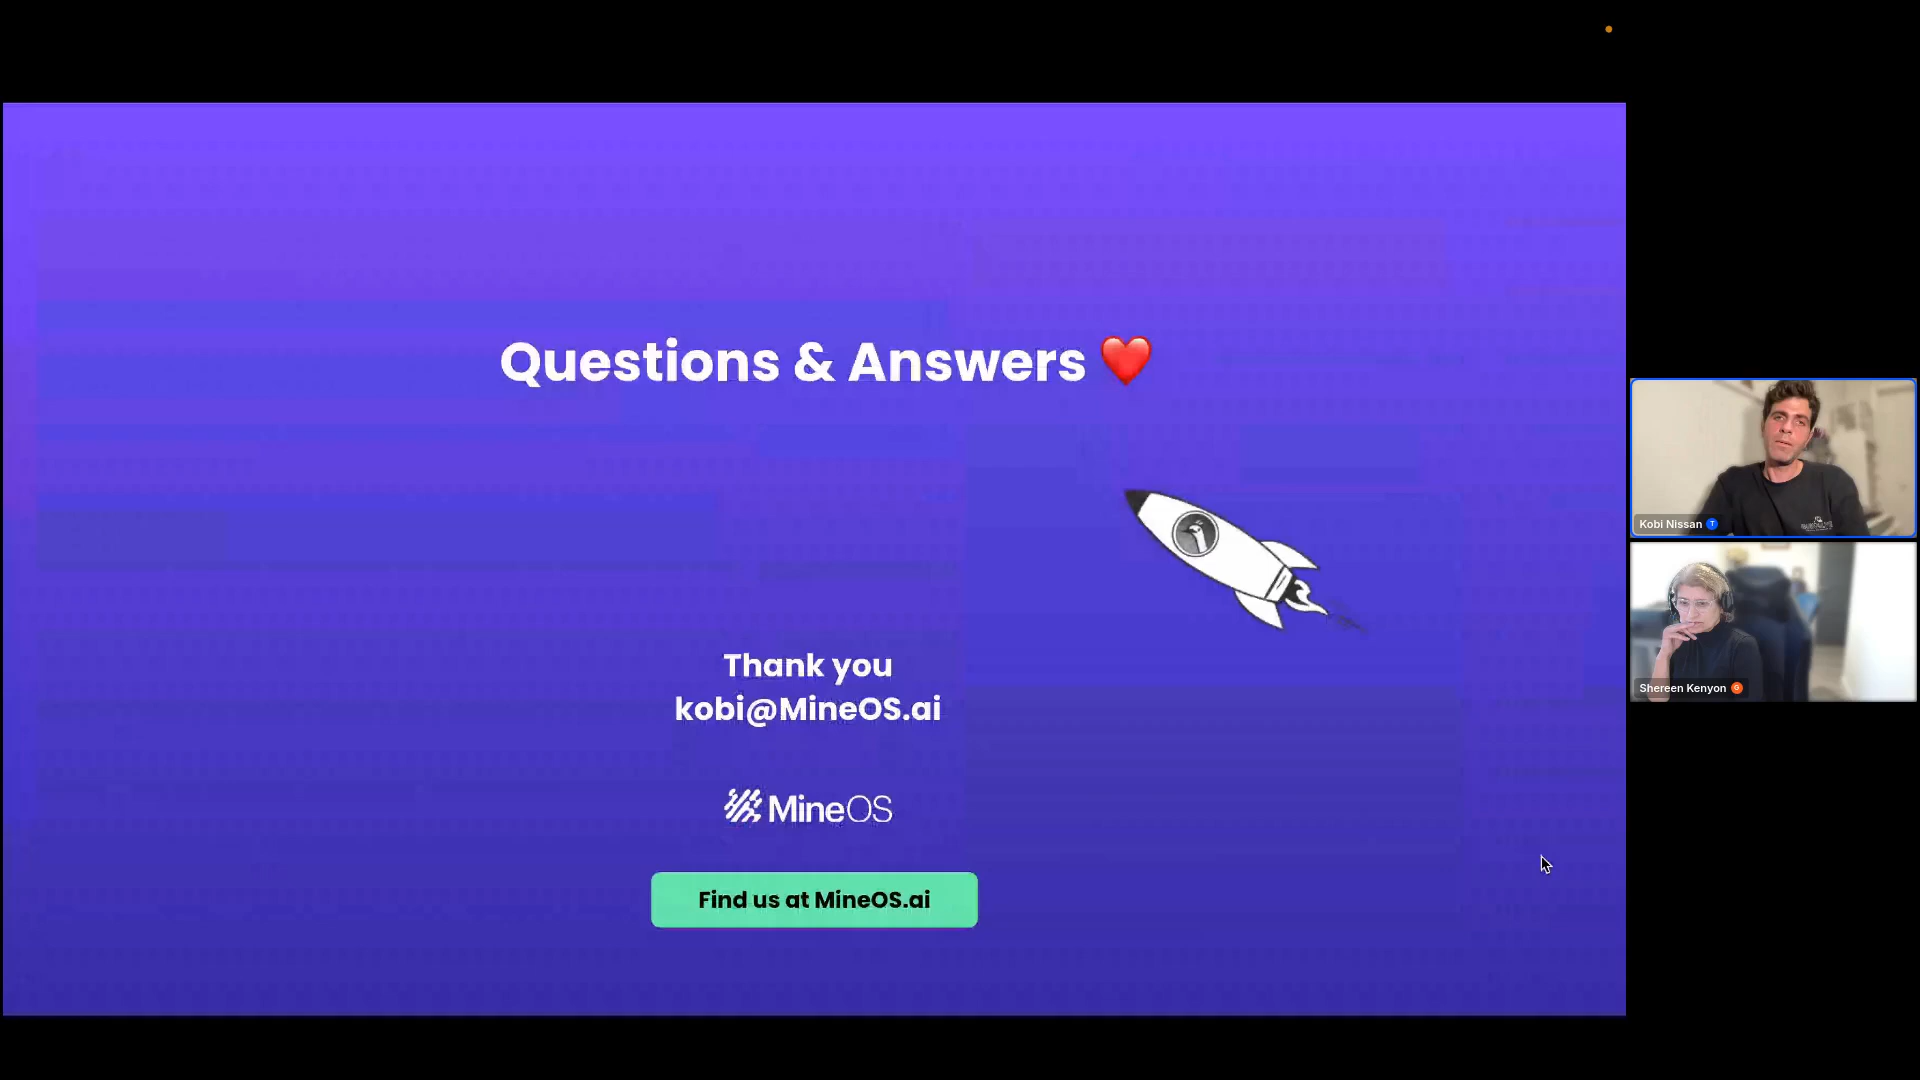 Questions & Answers ❤️
Thank you
kobi@MineOS.ai
MineOS
Find us at MineOS.ai
Kobi Nissan
Shereen Kenyon